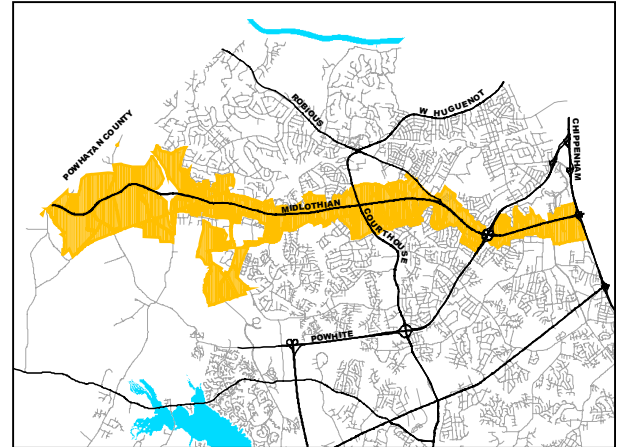 POWHATAN COUNTY
ROBIOUS
W HUGUENOT
CHIPPENHAM
MIDLOTHIAN
COURTHOUSE
POWHITE